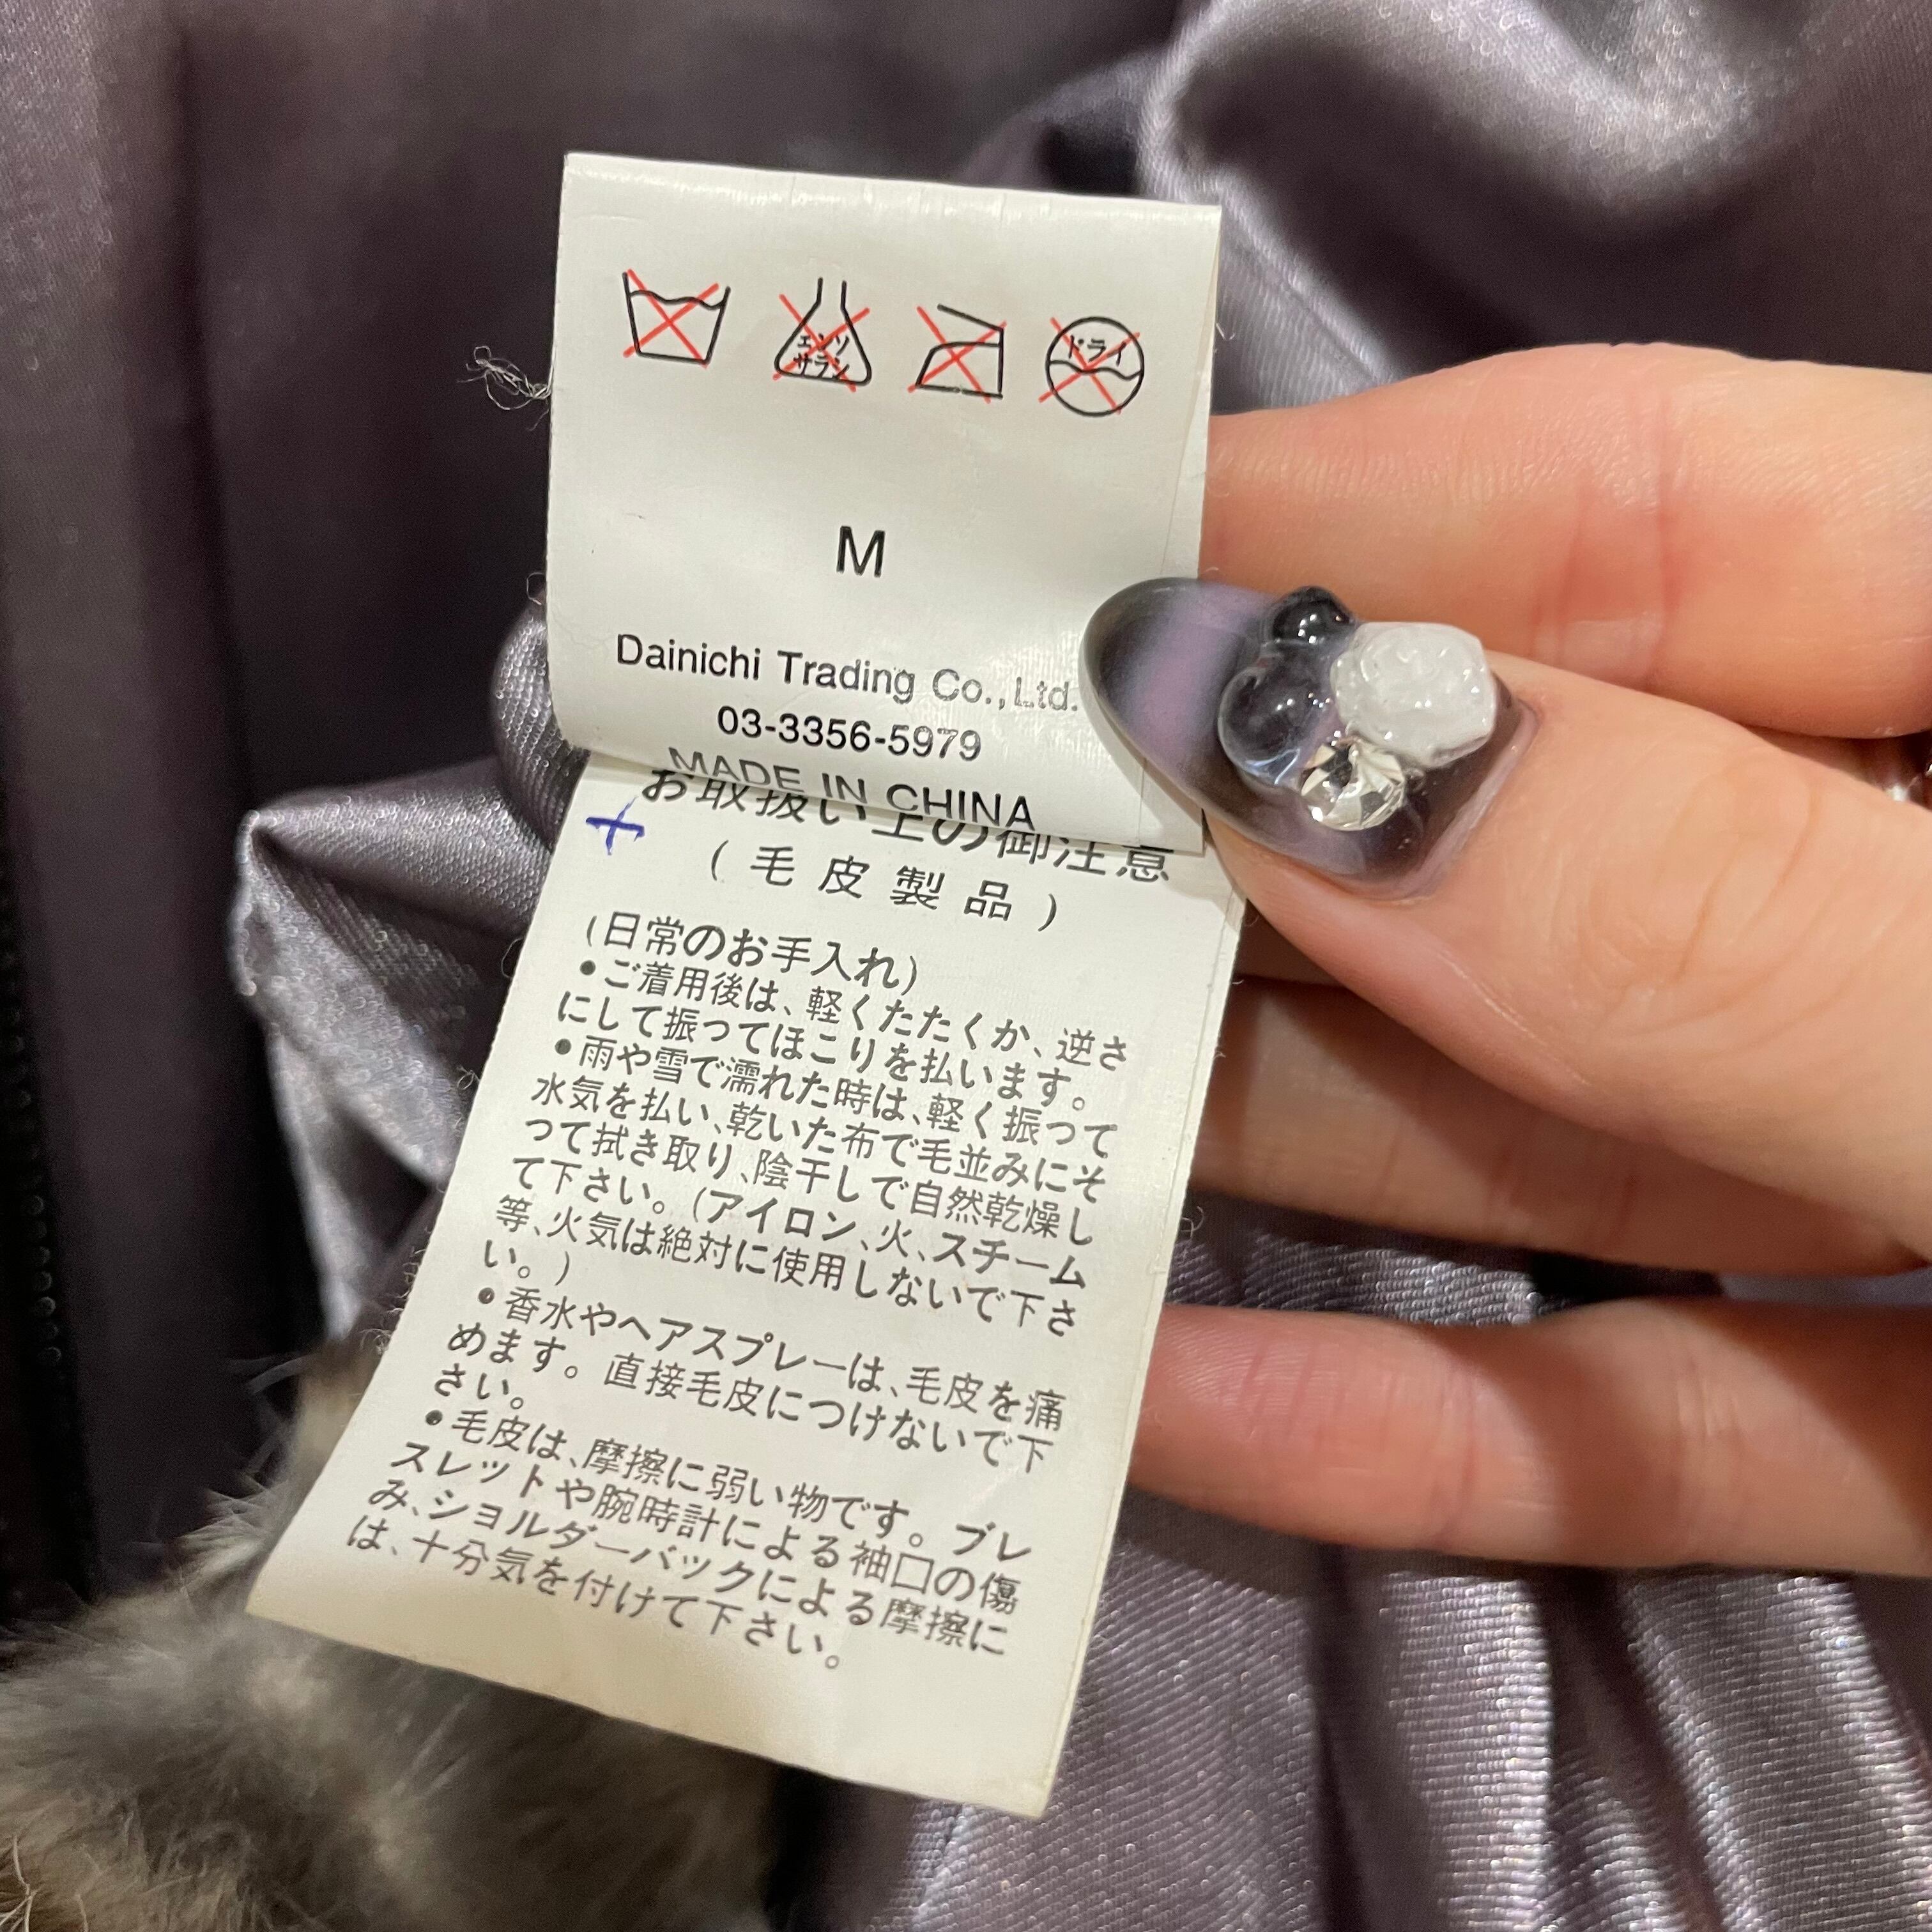 エンソ
サラシ
ドライ
M
Dainichi Trading Co.,Ltd.
03-3356-5979
MADE IN CHINA
お取扱い上の御注意
(毛皮製品)
(日常のお手入れ)
•ご着用後は、軽くたたくか、逆さ
にして振ってほこりを払います。
•雨や雪で濡れた時は、軽く振って
水気を払い、乾いた布で毛並みにそ
って拭き取り、陰干しで自然乾燥し
て下さい。(アイロン、火、スチーム
等、火気は絶対に使用しないで下さ
い。)
•香水やヘアスプレーは、毛皮を痛
めます。直接毛皮につけないで下
さい。
•毛皮は、摩擦に弱い物です。ブレ
スレットや腕時計による袖口の傷
み、ショルダーバックによる摩擦に
は、十分気を付けて下さい。